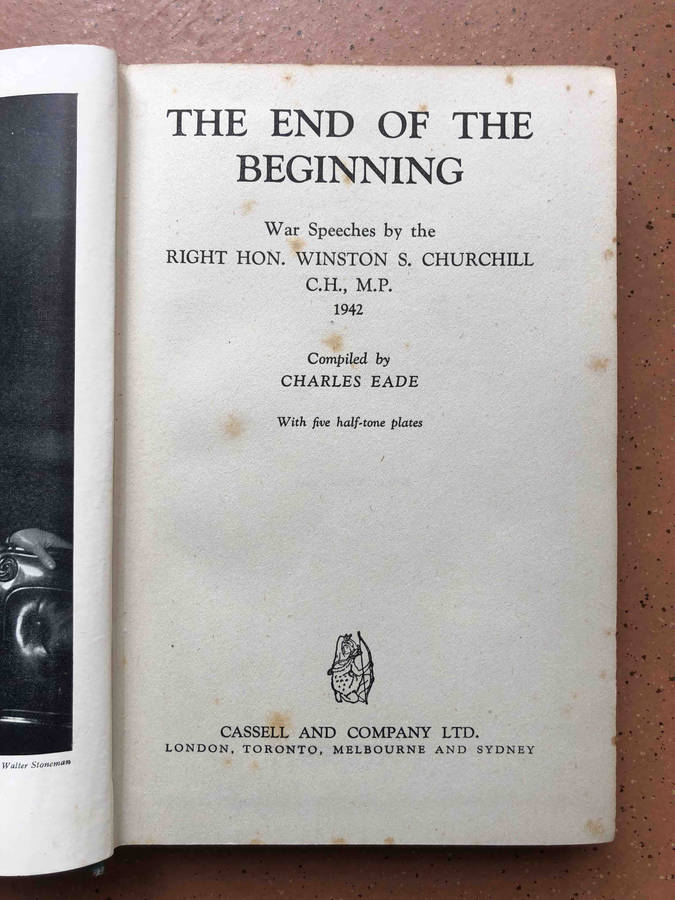 THE END OF THE
BEGINNING
War Speeches by the
RIGHT HON. WINSTON S. CHURCHILL
C.H., M.P.
1942
Compiled by
CHARLES EADE
With five half-tone plates
CASSELL AND COMPANY LTD.
LONDON, TORONTO, MELBOURNE AND SYDNEY
Walter Stoneman